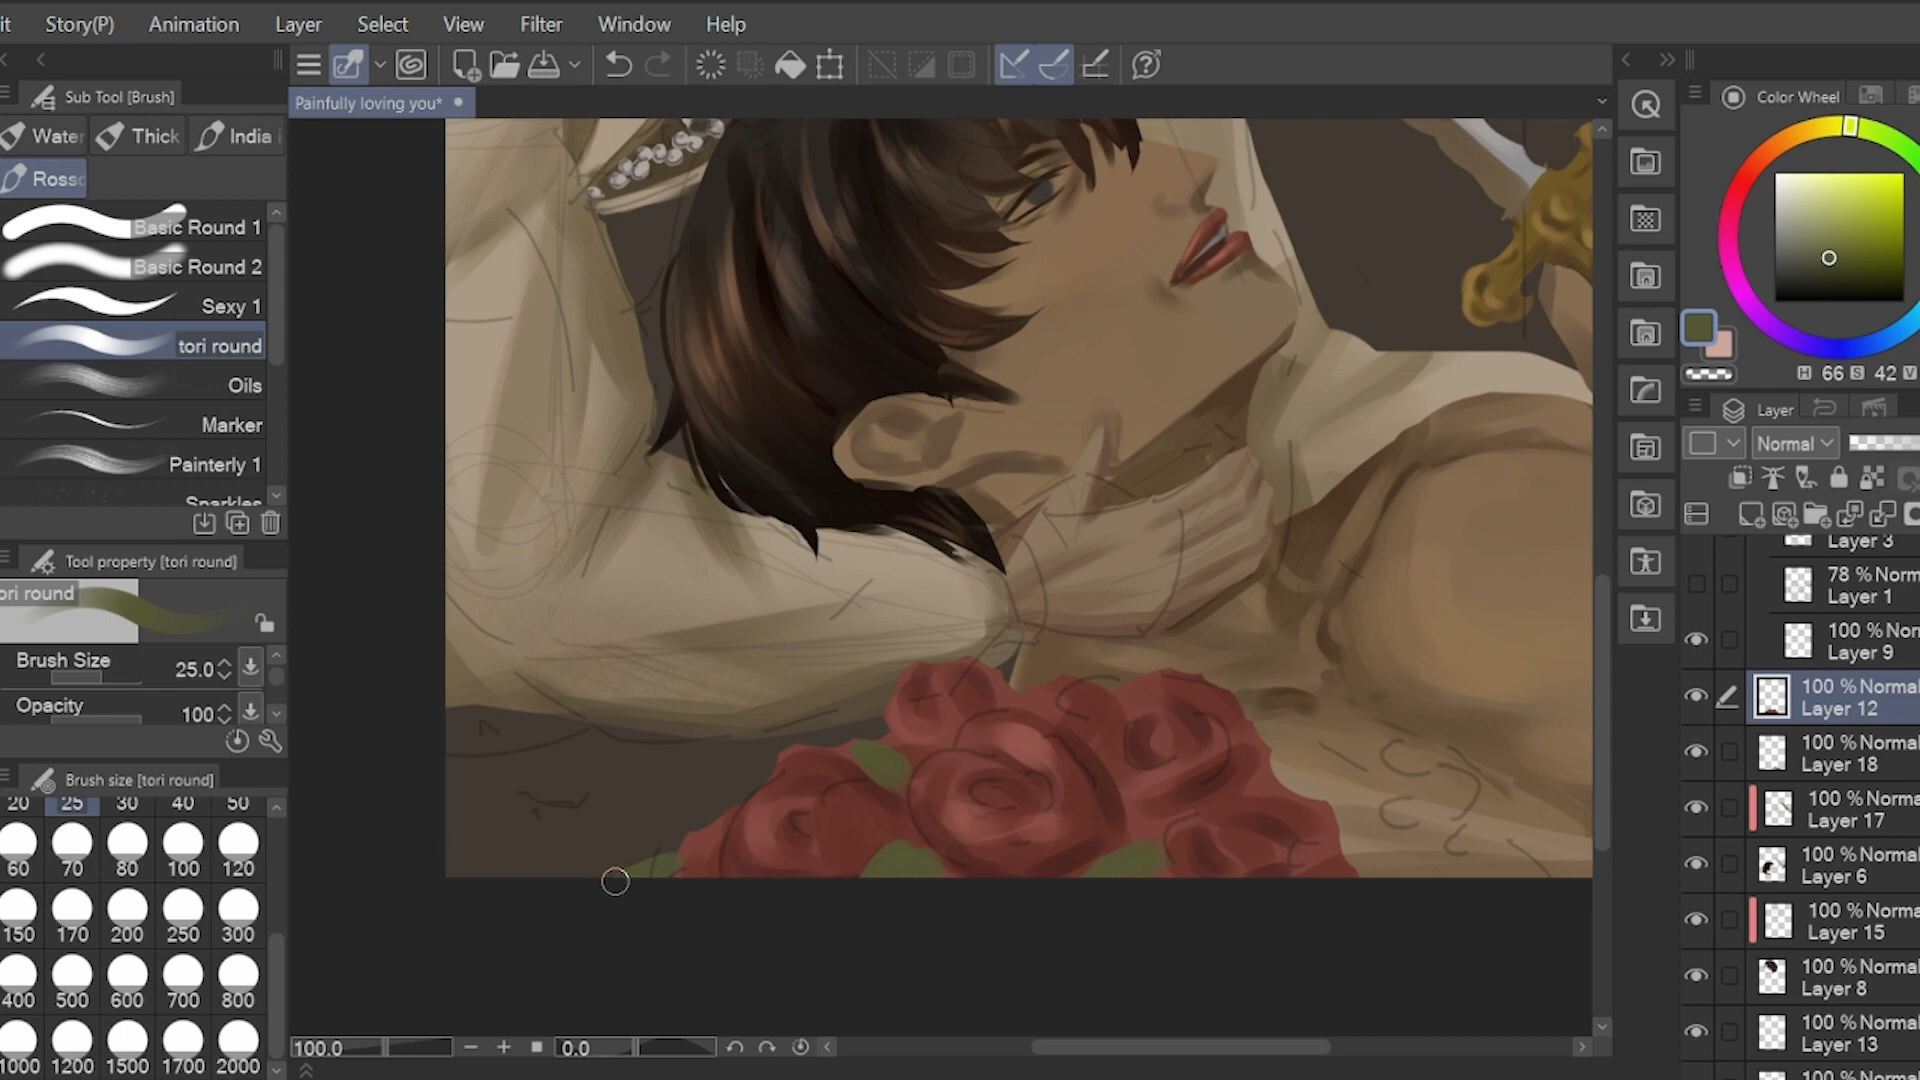 it Story(P) Animation Layer Select View Filter Window Help
Sub Tool [Brush]
Water Thick India i
Rosso
Painfully loving you*
Basic Round 1
Basic Round 2
Sexy 1
tori round
Oils
Marker
Painterly 1
Sparkles
Tool property [tori round]
ori round
Brush Size 25.0
Opacity 100
Brush size [tori round]
20 25 30 40 50
60 70 80 100 120
150 170 200 250 300
400 500 600 700 800
1000 1200 1500 1700 2000
100.0 0.0
Color Wheel
H 66 S 42 V
Layer
Normal
Layer 3
78 % Norm
Layer 1
100 % Norm
Layer 9
100 % Normal
Layer 12
100 % Normal
Layer 18
100 % Norma
Layer 17
100 % Normal
Layer 6
100 % Norma
Layer 15
100 % Normal
Layer 8
100 % Normal
Layer 13
100 % Normal